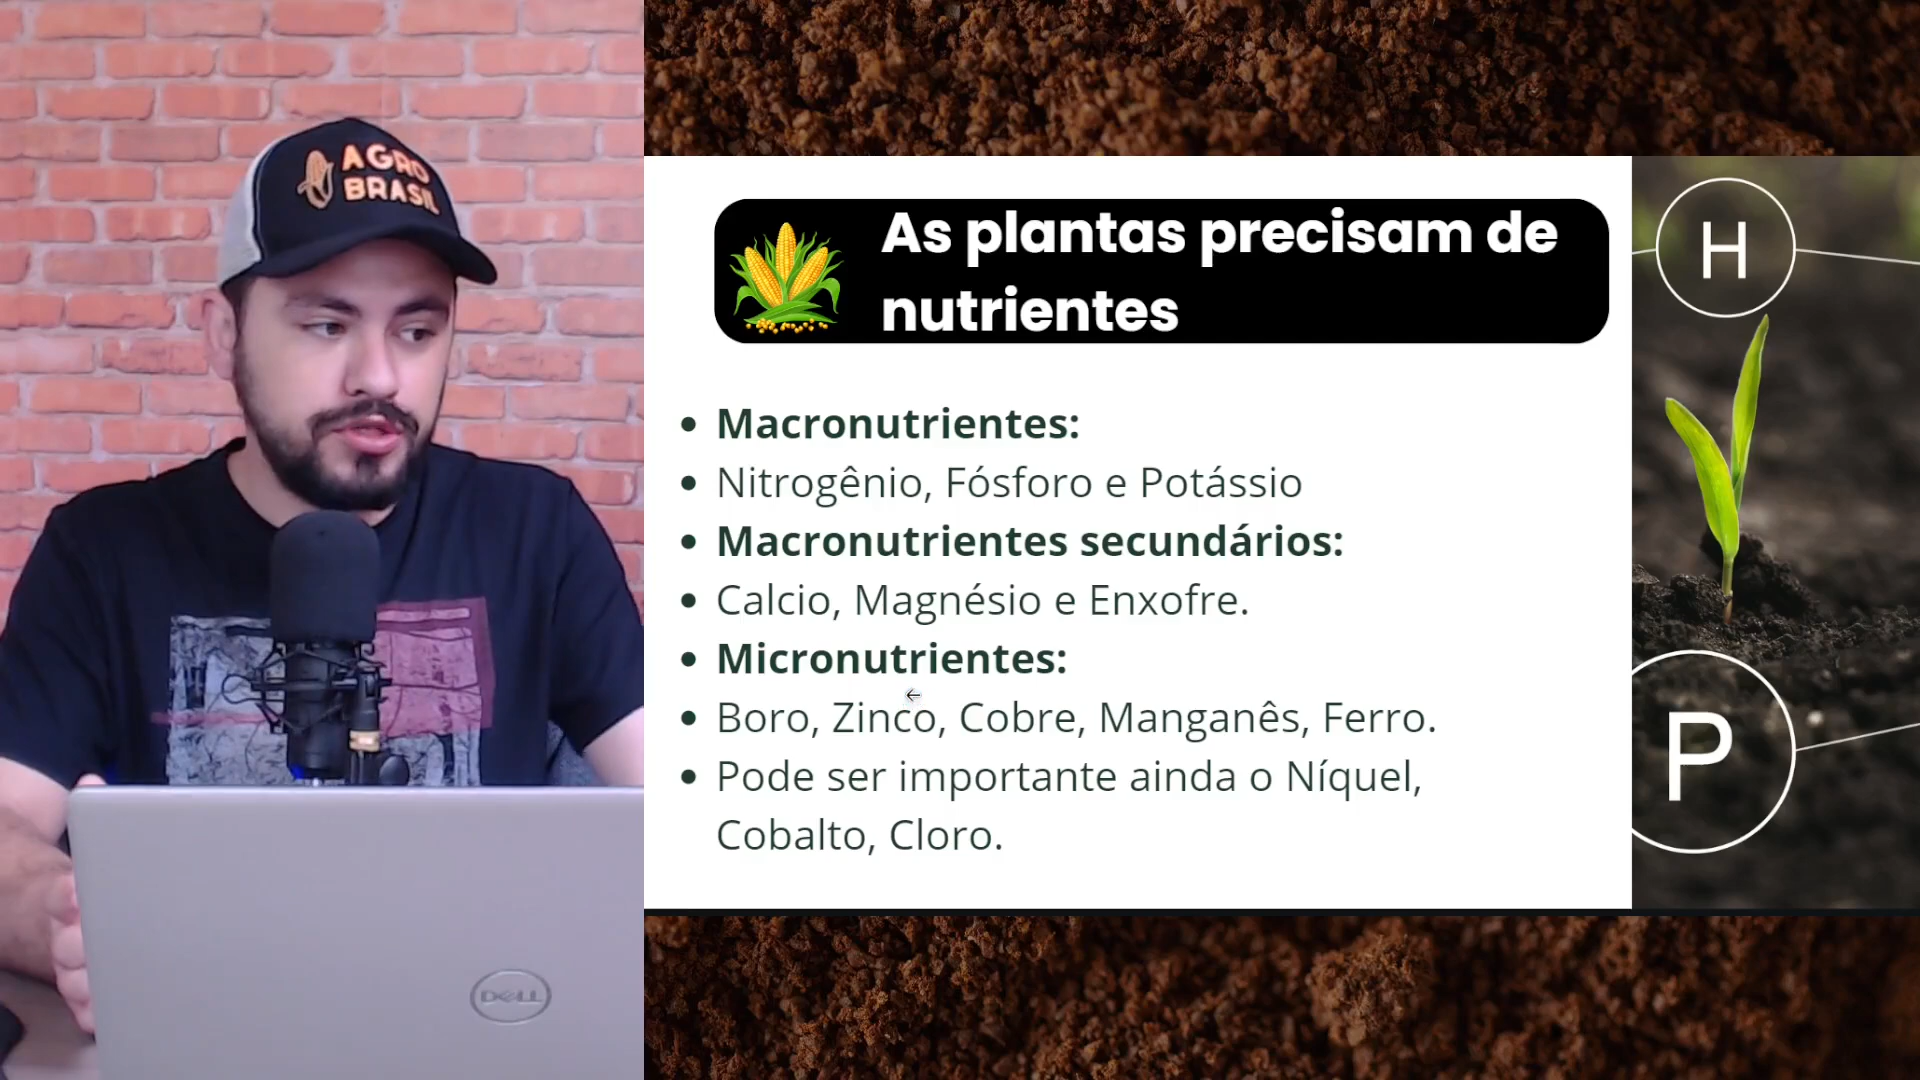 AGRO
BRASIL
DELL
As plantas precisam de
nutrientes
Macronutrientes:
Nitrogênio, Fósforo e Potássio
Macronutrientes secundários:
Calcio, Magnésio e Enxofre.
Micronutrientes:
Boro, Zinco, Cobre, Manganês, Ferro.
Pode ser importante ainda o Níquel,
Cobalto, Cloro.
H
P